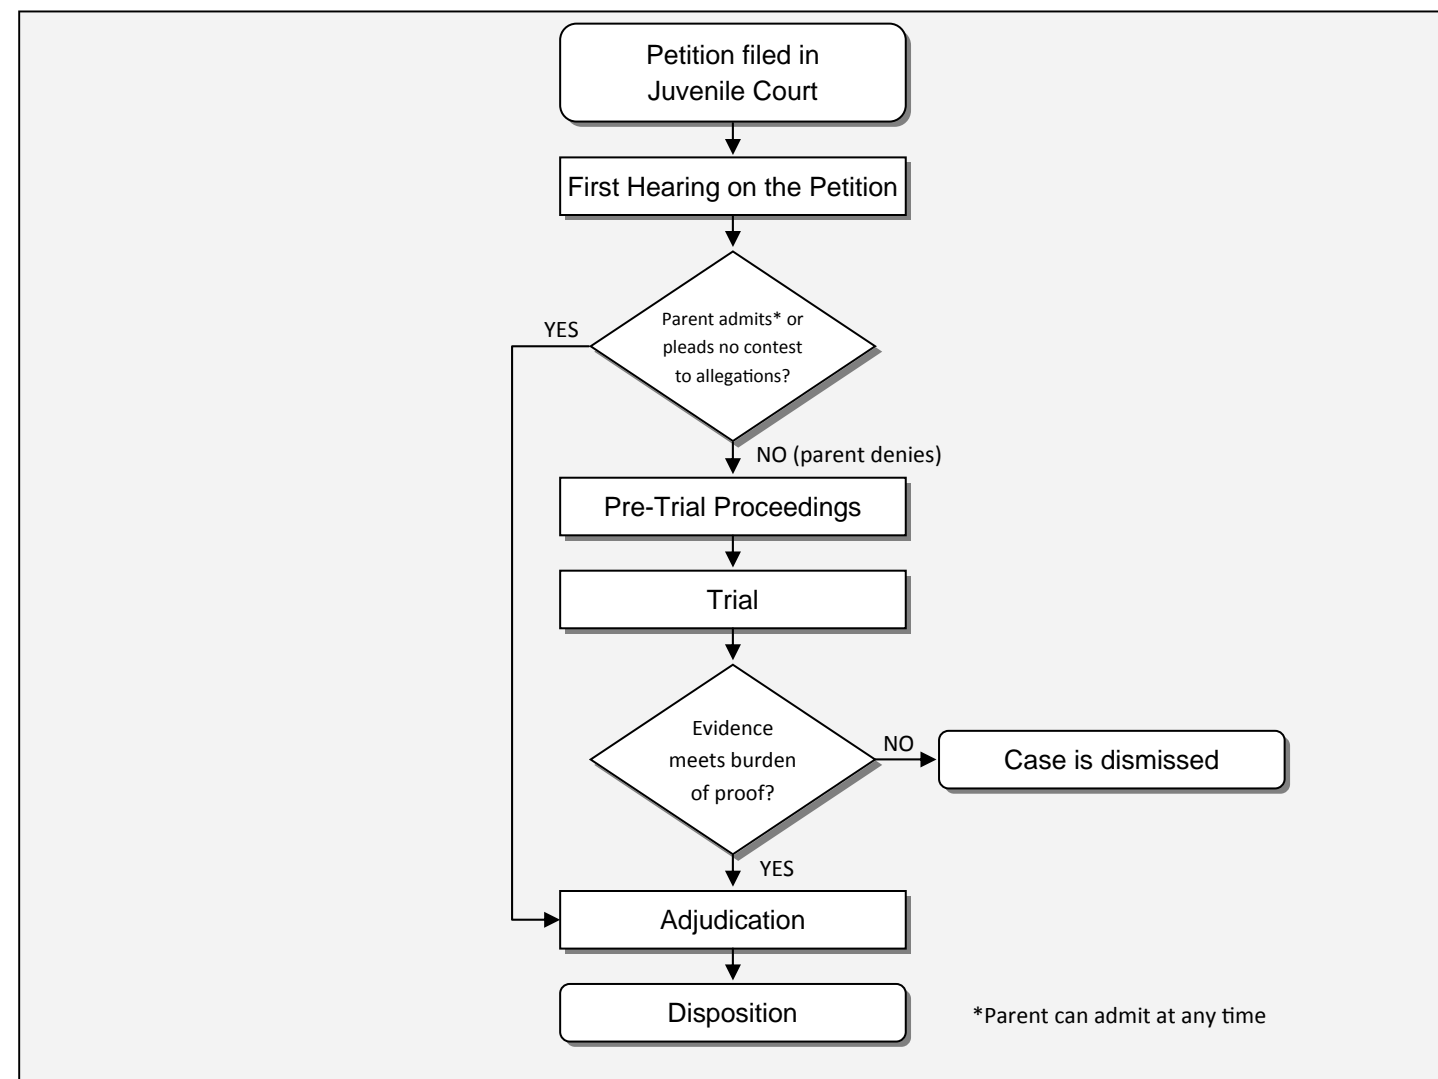 Petition filed in
Juvenile Court
First Hearing on the Petition
Parent admits* or
pleads no contest
to allegations?
YES
NO (parent denies)
Pre-Trial Proceedings
Trial
Evidence
meets burden
of proof?
NO
Case is dismissed
YES
Adjudication
Disposition
*Parent can admit at any time